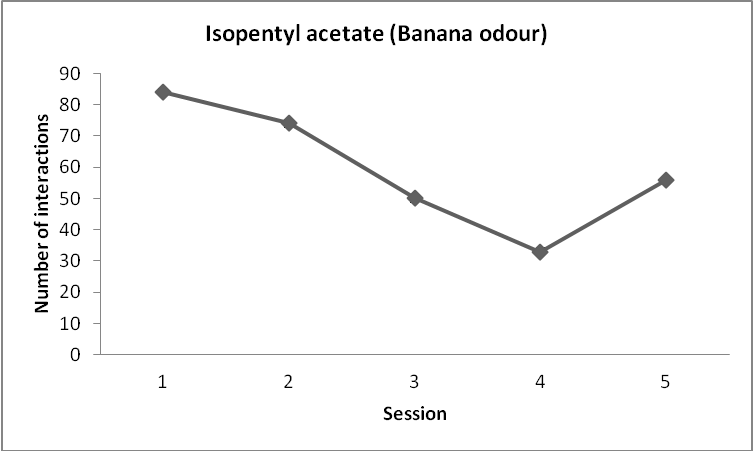 Isopentyl acetate (Banana odour)
Number of interactions
90
80
70
60
50
40
30
20
10
0
1 2 3 4 5
Session